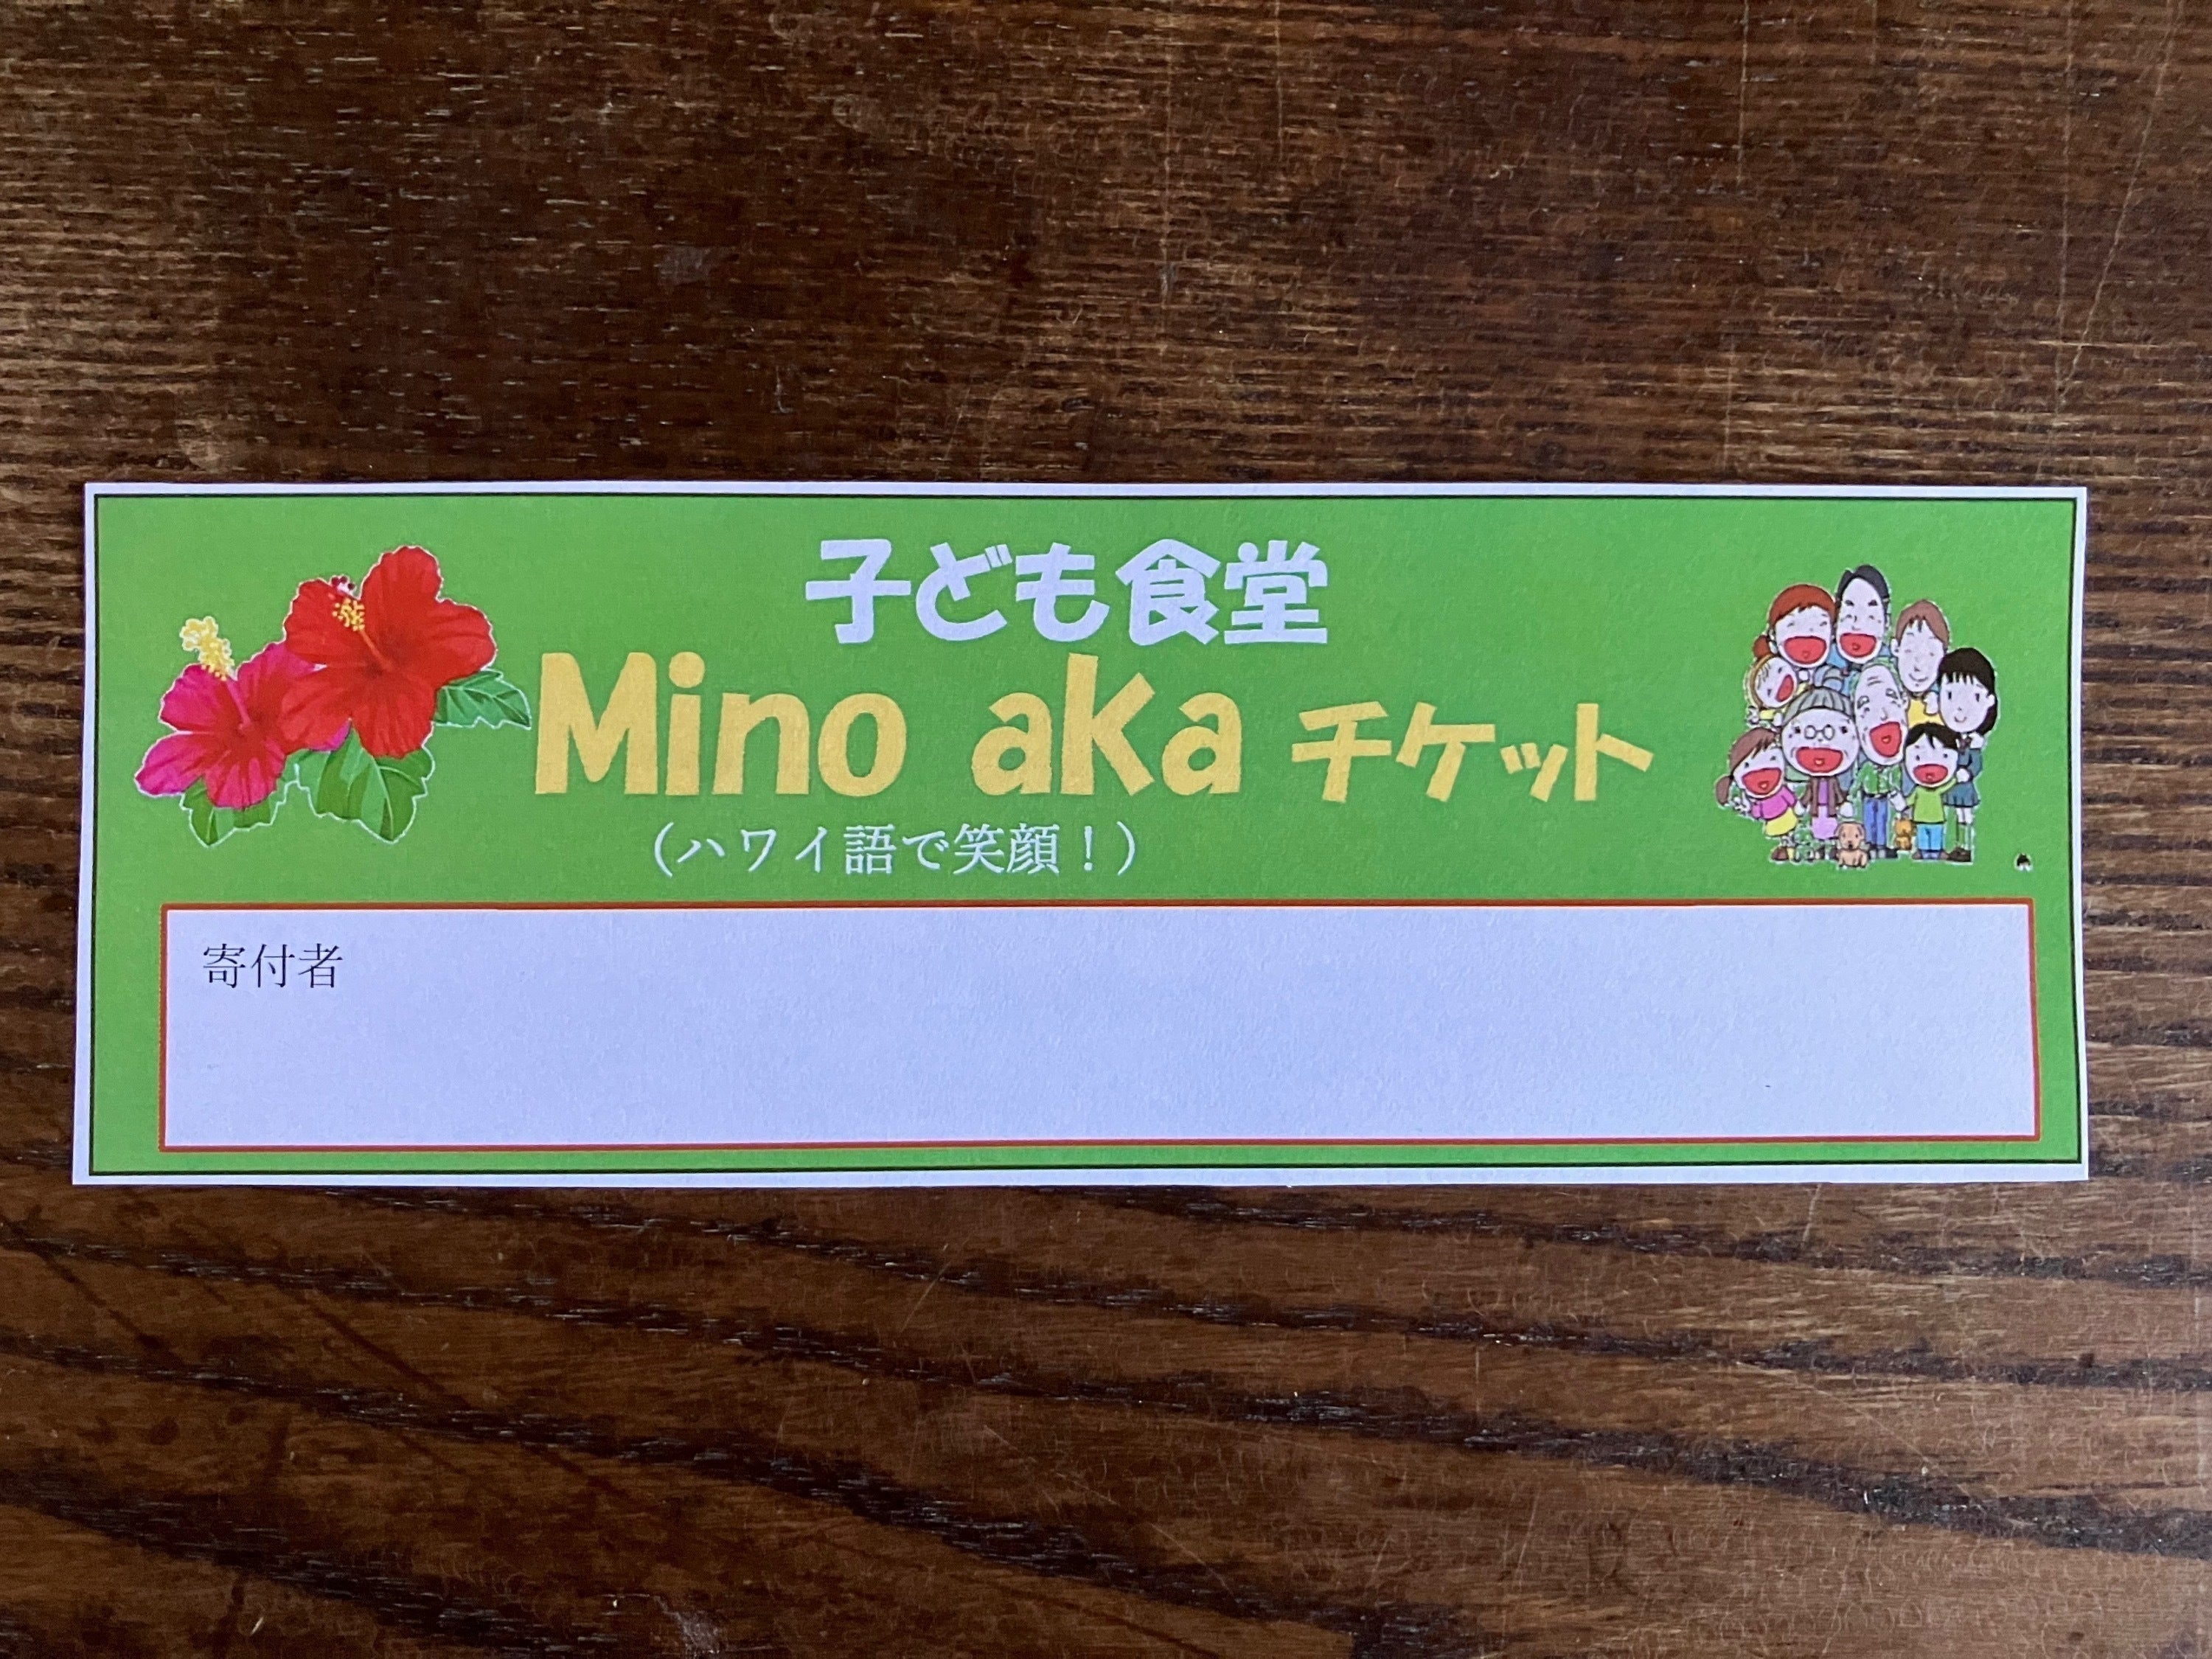 子ども食堂
Mino aKa チケット
（ハワイ語で笑顔！）
寄付者